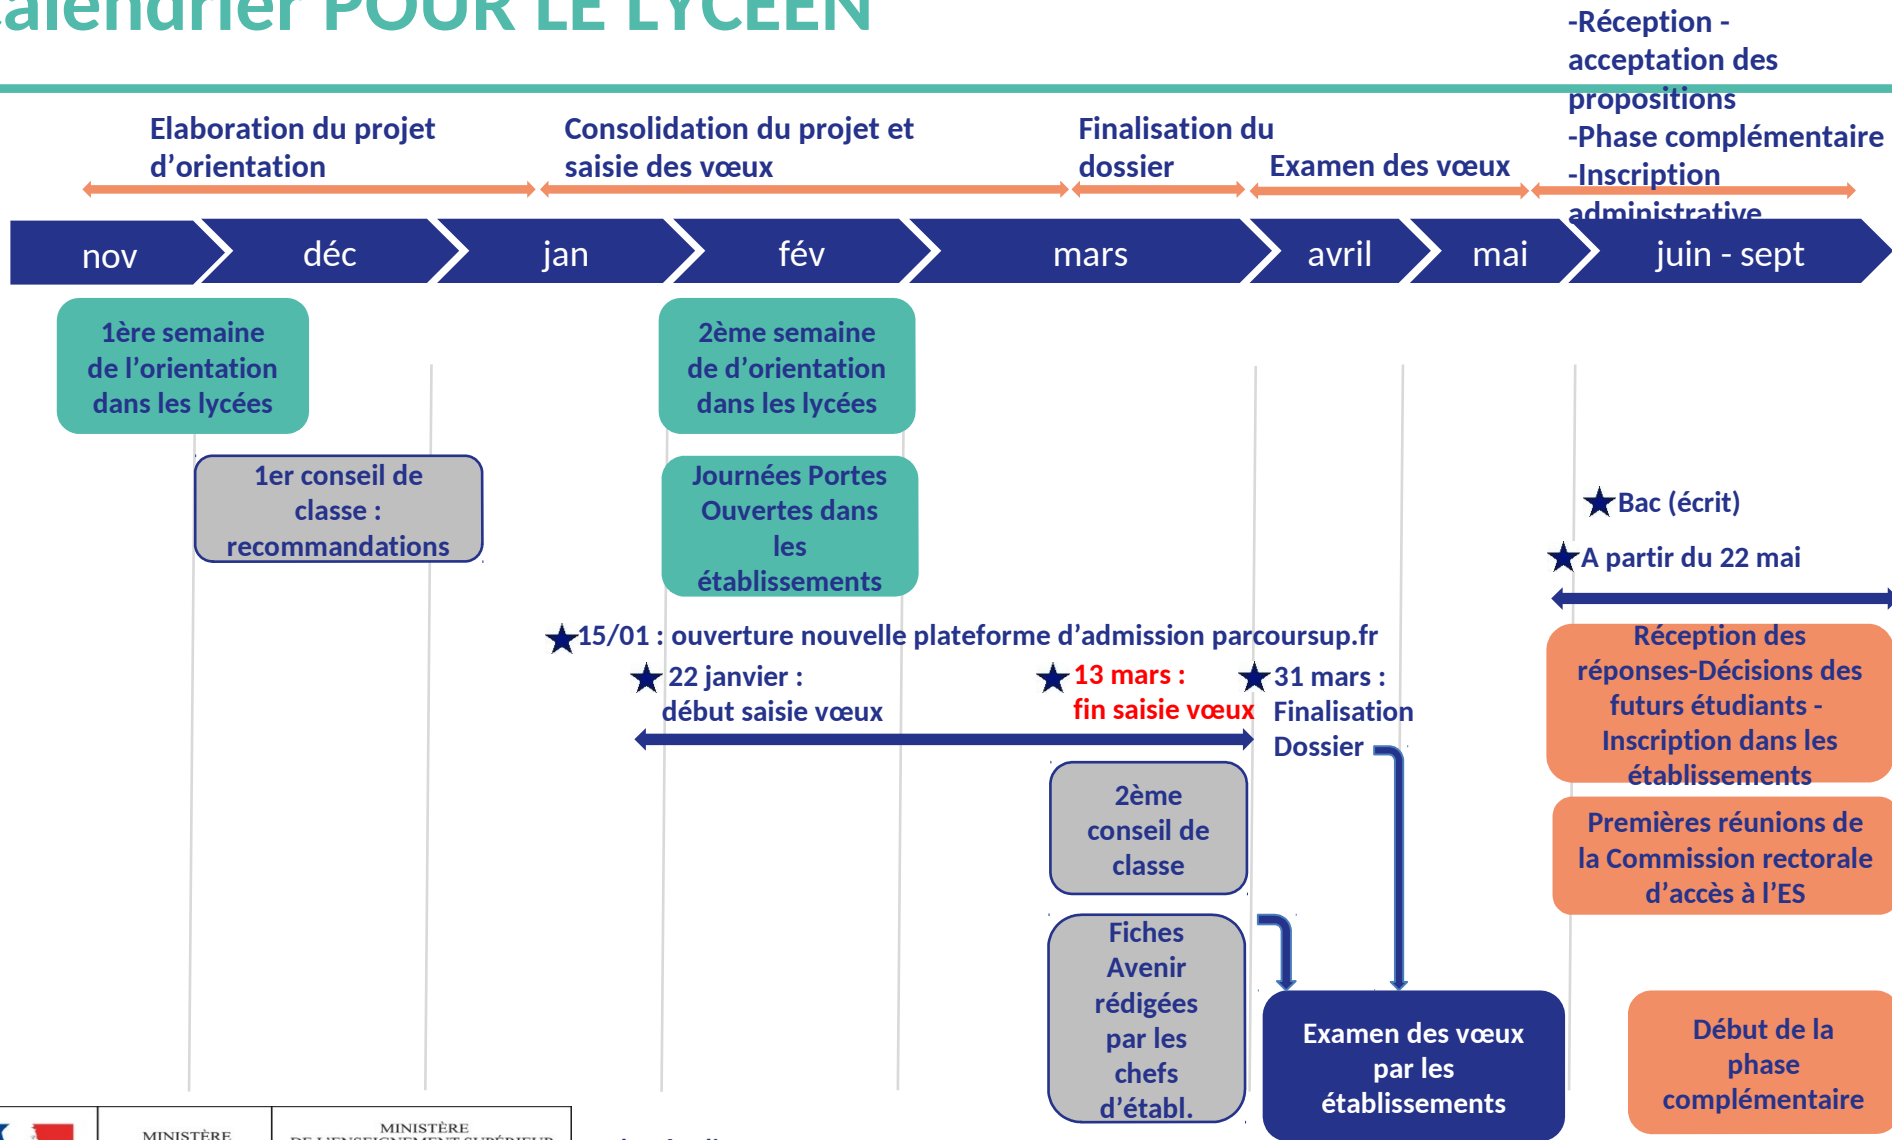 calendrier POUR LE LYCEEN
-Réception -
acceptation des
propositions
-Phase complémentaire
-Inscription
administrative
Elaboration du projet
d’orientation
Consolidation du projet et
saisie des vœux
Finalisation du
dossier
Examen des vœux
nov
déc
jan
fév
mars
avril
mai
juin - sept
1ère semaine
de l’orientation
dans les lycées
2ème semaine
de d’orientation
dans les lycées
1er conseil de
classe :
recommandations
Journées Portes
Ouvertes dans
les
établissements
Bac (écrit)
A partir du 22 mai
15/01 : ouverture nouvelle plateforme d’admission parcoursup.fr
22 janvier :
début saisie vœux
13 mars :
fin saisie vœux
31 mars :
Finalisation
Dossier
Réception des
réponses-Décisions des
futurs étudiants -
Inscription dans les
établissements
2ème
conseil de
classe
Premières réunions de
la Commission rectorale
d’accès à l’ES
Fiches
Avenir
rédigées
par les
chefs
d’établ.
Examen des vœux
par les
établissements
Début de la
phase
complémentaire
MINISTÈRE
MINISTÈRE
DE L'ENSEIGNEMENT SUPÉRIEUR